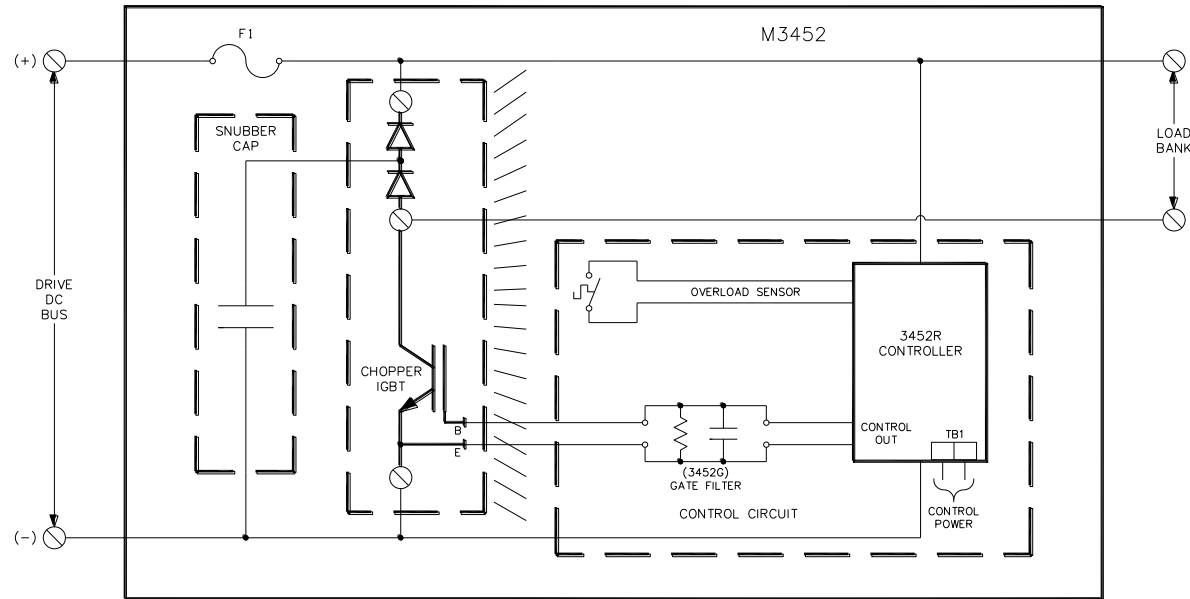 M3452
F1
(+)
SNUBBER
CAP
LOAD
BANK
DRIVE
DC
BUS
OVERLOAD SENSOR
3452R
CONTROLLER
CHOPPER
IGBT
B
E
CONTROL
OUT
TB1
(3452G)
GATE FILTER
CONTROL CIRCUIT
CONTROL
POWER
(-)